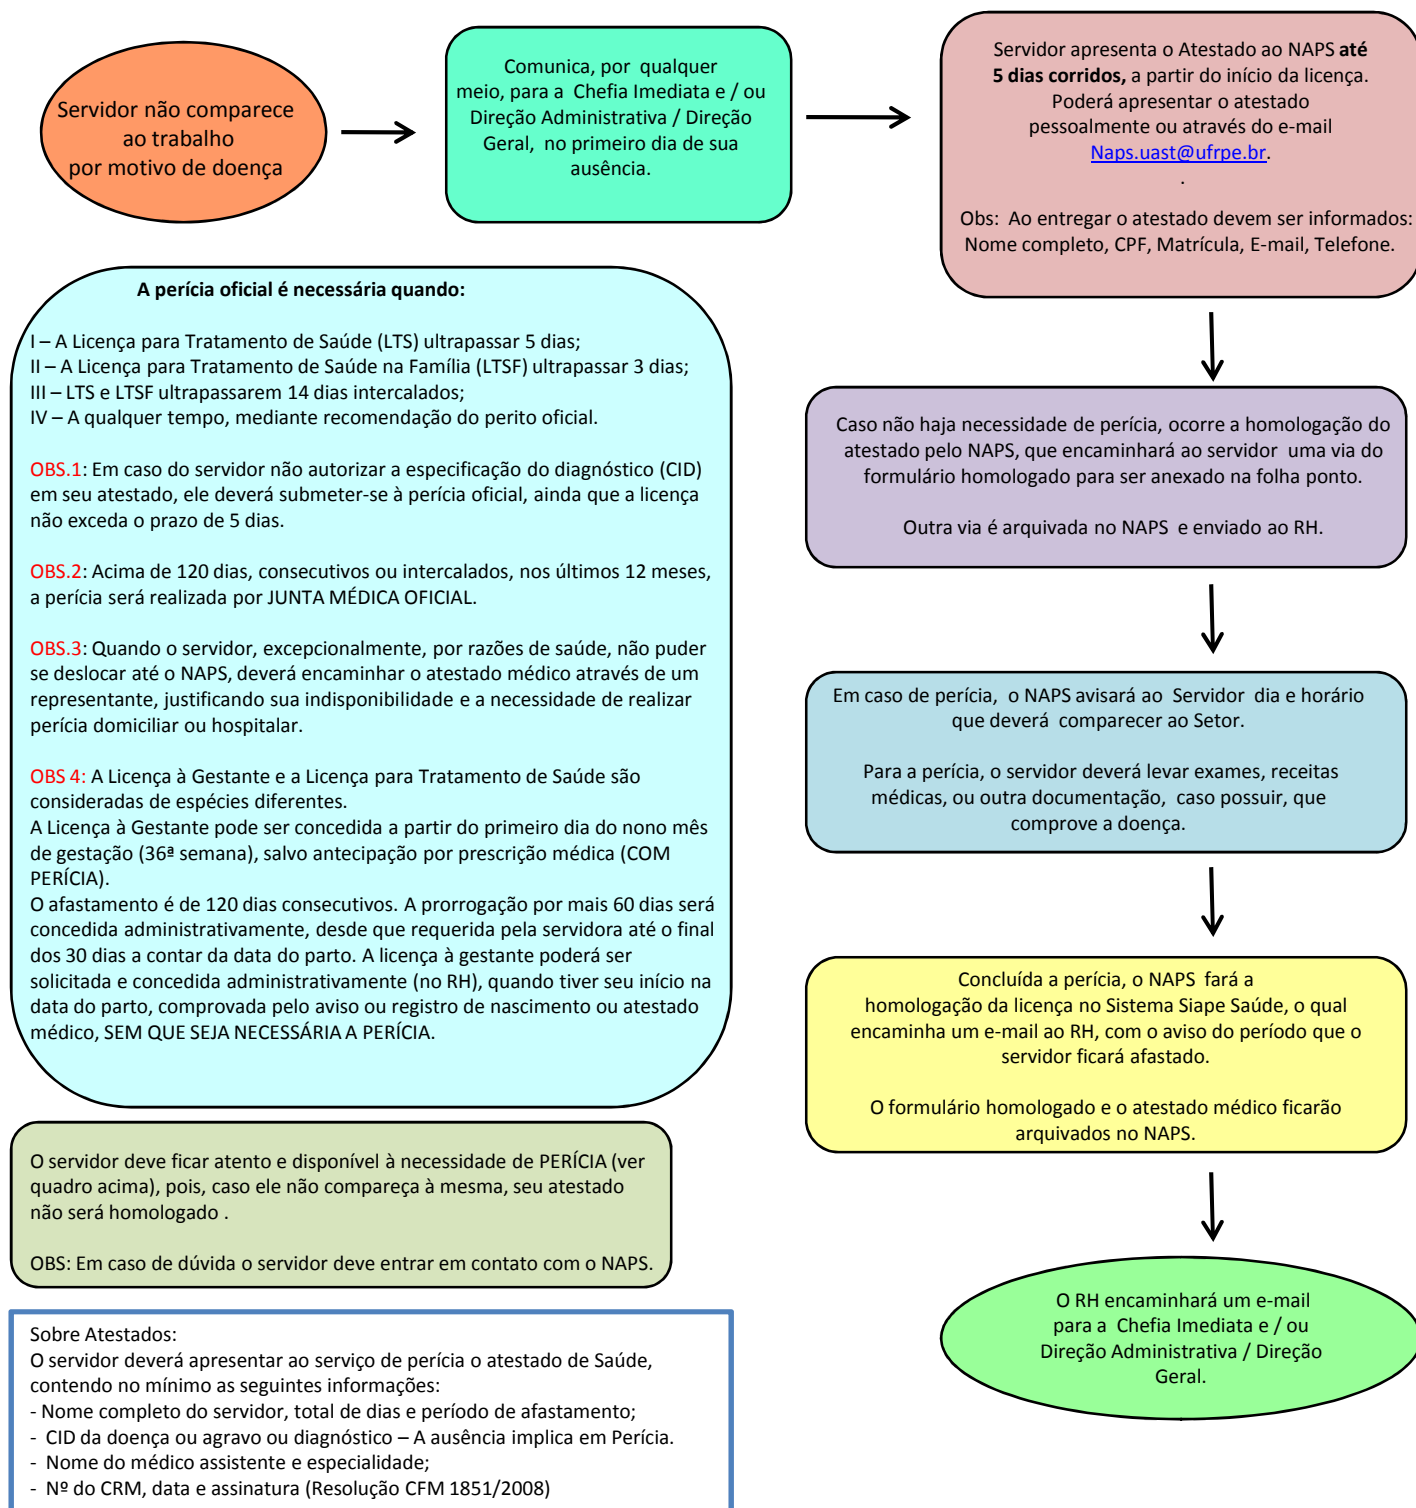 Servidor não comparece
ao trabalho
por motivo de doença
Comunica, por qualquer
meio, para a Chefia Imediata e / ou
Direção Administrativa / Direção
Geral, no primeiro dia de sua
ausência.
Servidor apresenta o Atestado ao NAPS até
5 dias corridos, a partir do início da licença.
Poderá apresentar o atestado
pessoalmente ou através do e-mail
Naps.uast@ufrpe.br.
.
Obs: Ao entregar o atestado devem ser informados:
Nome completo, CPF, Matrícula, E-mail, Telefone.
A perícia oficial é necessária quando:
I – A Licença para Tratamento de Saúde (LTS) ultrapassar 5 dias;
II – A Licença para Tratamento de Saúde na Família (LTSF) ultrapassar 3 dias;
III – LTS e LTSF ultrapassarem 14 dias intercalados;
IV – A qualquer tempo, mediante recomendação do perito oficial.
OBS.1: Em caso do servidor não autorizar a especificação do diagnóstico (CID)
em seu atestado, ele deverá submeter-se à perícia oficial, ainda que a licença
não exceda o prazo de 5 dias.
OBS.2: Acima de 120 dias, consecutivos ou intercalados, nos últimos 12 meses,
a perícia será realizada por JUNTA MÉDICA OFICIAL.
OBS.3: Quando o servidor, excepcionalmente, por razões de saúde, não puder
se deslocar até o NAPS, deverá encaminhar o atestado médico através de um
representante, justificando sua indisponibilidade e a necessidade de realizar
perícia domiciliar ou hospitalar.
OBS 4: A Licença à Gestante e a Licença para Tratamento de Saúde são
consideradas de espécies diferentes.
A Licença à Gestante pode ser concedida a partir do primeiro dia do nono mês
de gestação (36ª semana), salvo antecipação por prescrição médica (COM
PERÍCIA).
O afastamento é de 120 dias consecutivos. A prorrogação por mais 60 dias será
concedida administrativamente, desde que requerida pela servidora até o final
dos 30 dias a contar da data do parto. A licença à gestante poderá ser
solicitada e concedida administrativamente (no RH), quando tiver seu início na
data do parto, comprovada pelo aviso ou registro de nascimento ou atestado
médico, SEM QUE SEJA NECESSÁRIA A PERÍCIA.
Caso não haja necessidade de perícia, ocorre a homologação do
atestado pelo NAPS, que encaminhará ao servidor uma via do
formulário homologado para ser anexado na folha ponto.
Outra via é arquivada no NAPS e enviado ao RH.
Em caso de perícia, o NAPS avisará ao Servidor dia e horário
que deverá comparecer ao Setor.
Para a perícia, o servidor deverá levar exames, receitas
médicas, ou outra documentação, caso possuir, que
comprove a doença.
Concluída a perícia, o NAPS fará a
homologação da licença no Sistema Siape Saúde, o qual
encaminha um e-mail ao RH, com o aviso do período que o
servidor ficará afastado.
O formulário homologado e o atestado médico ficarão
arquivados no NAPS.
O servidor deve ficar atento e disponível à necessidade de PERÍCIA (ver
quadro acima), pois, caso ele não compareça à mesma, seu atestado
não será homologado .
OBS: Em caso de dúvida o servidor deve entrar em contato com o NAPS.
O RH encaminhará um e-mail
para a Chefia Imediata e / ou
Direção Administrativa / Direção
Geral.
Sobre Atestados:
O servidor deverá apresentar ao serviço de perícia o atestado de Saúde,
contendo no mínimo as seguintes informações:
- Nome completo do servidor, total de dias e período de afastamento;
- CID da doença ou agravo ou diagnóstico – A ausência implica em Perícia.
- Nome do médico assistente e especialidade;
- Nº do CRM, data e assinatura (Resolução CFM 1851/2008)